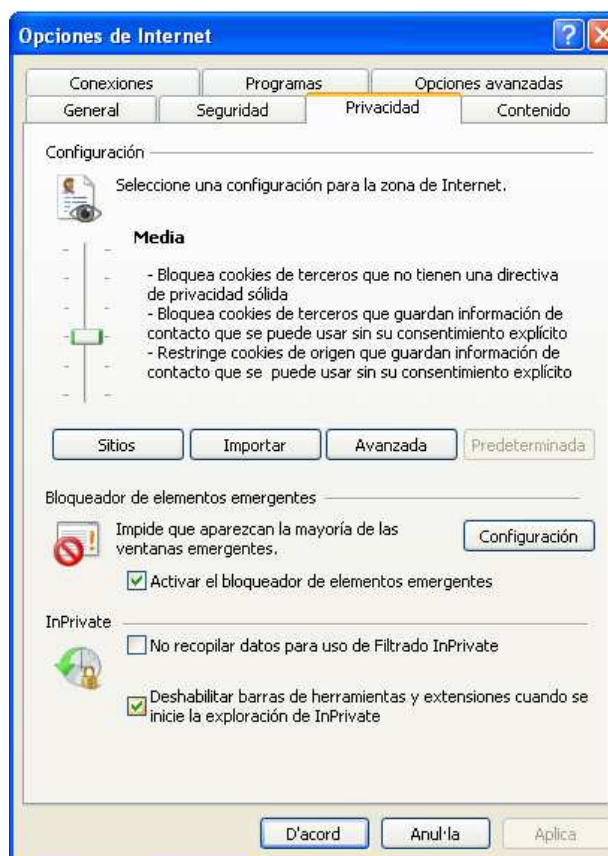 Opciones de Internet
Conexiones Programas Opciones avanzadas
General Seguridad Privacidad Contenido
Configuración
Seleccione una configuración para la zona de Internet.
Media
- Bloquea cookies de terceros que no tienen una directiva
de privacidad sólida
- Bloquea cookies de terceros que guardan información de
contacto que se puede usar sin su consentimiento explícito
- Restringe cookies de origen que guardan información de
contacto que se puede usar sin su consentimiento explícito
Sitios Importar Avanzada Predeterminada
Bloqueador de elementos emergentes
Impide que aparezcan la mayoría de las
ventanas emergentes.
Configuración
Activar el bloqueador de elementos emergentes
InPrivate
No recopilar datos para uso de Filtrado InPrivate
Deshabilitar barras de herramientas y extensiones cuando se
inicie la exploración de InPrivate
D'acord Anul·la Aplica